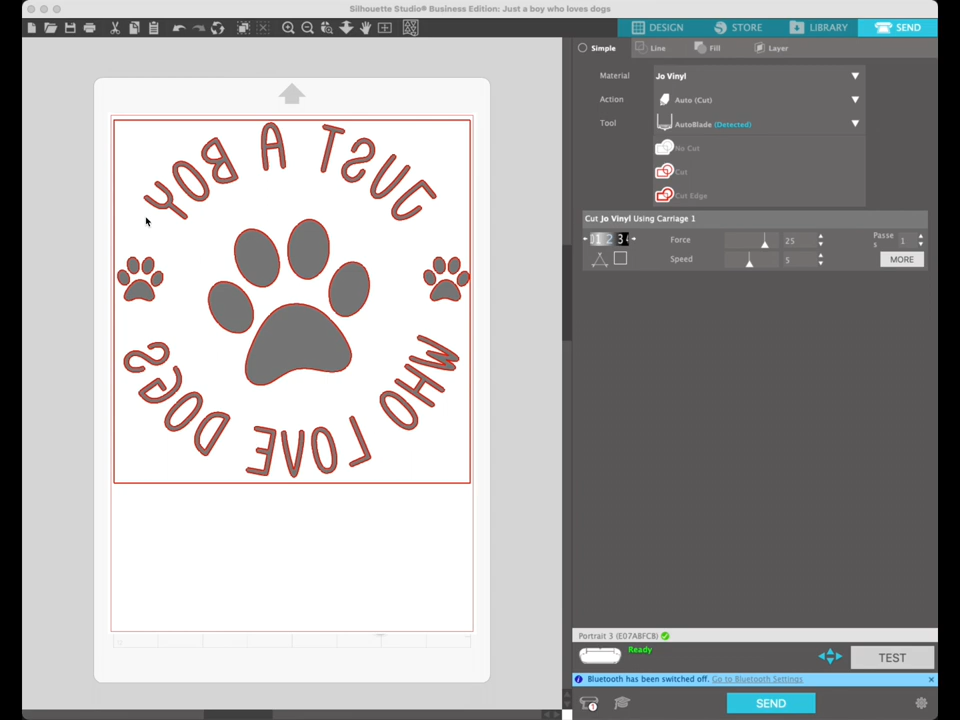 Silhouette Studio® Business Edition: Just a boy who loves dogs
DESIGN STORE LIBRARY SEND
Simple Line Fill Layer
Material Jo Vinyl
Action Auto (Cut)
Tool AutoBlade (Detected)
No Cut
Cut
Cut Edge
Cut Jo Vinyl Using Carriage 1
Force 25 Passes 1
Speed 5 MORE
JUST A BOY
WHO LOVE DOGS
Portrait 3 (E07ABFCB)
Ready
TEST
Bluetooth has been switched off. Go to Bluetooth Settings
SEND